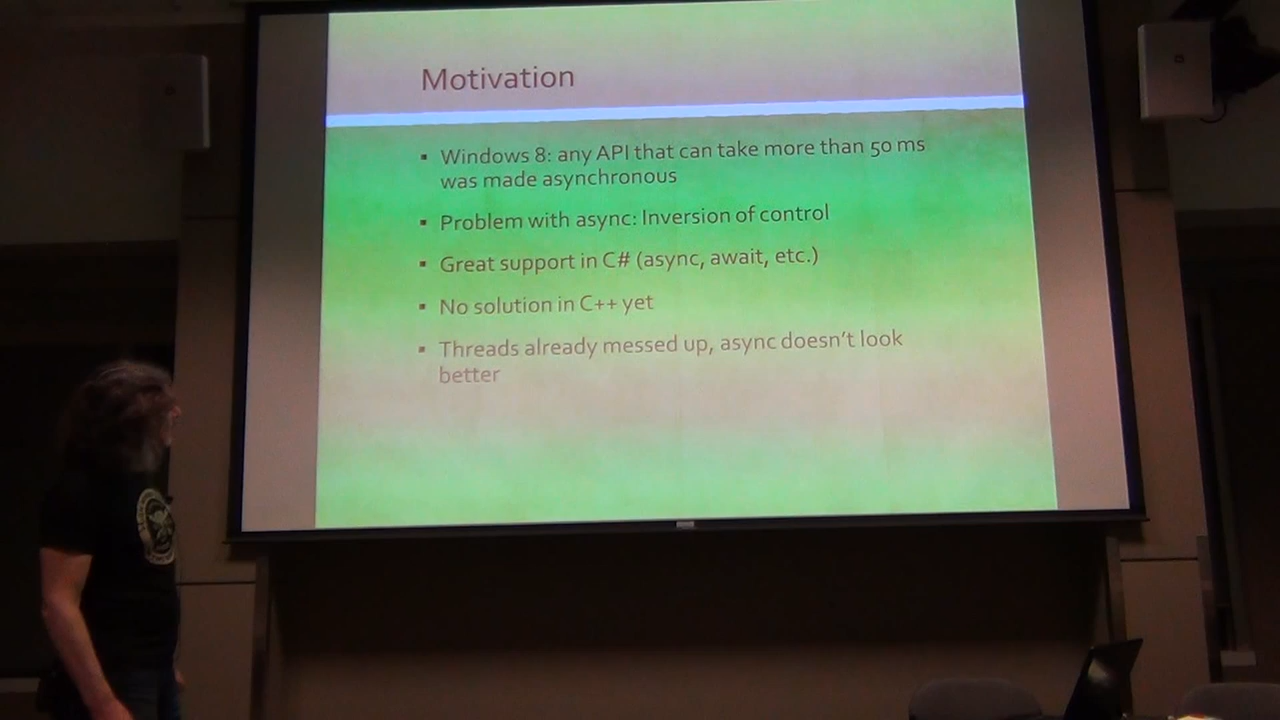 Motivation
▪ Windows 8: any API that can take more than 50 ms
was made asynchronous
▪ Problem with async: Inversion of control
▪ Great support in C# (async, await, etc.)
▪ No solution in C++ yet
▪ Threads already messed up, async doesn't look
better